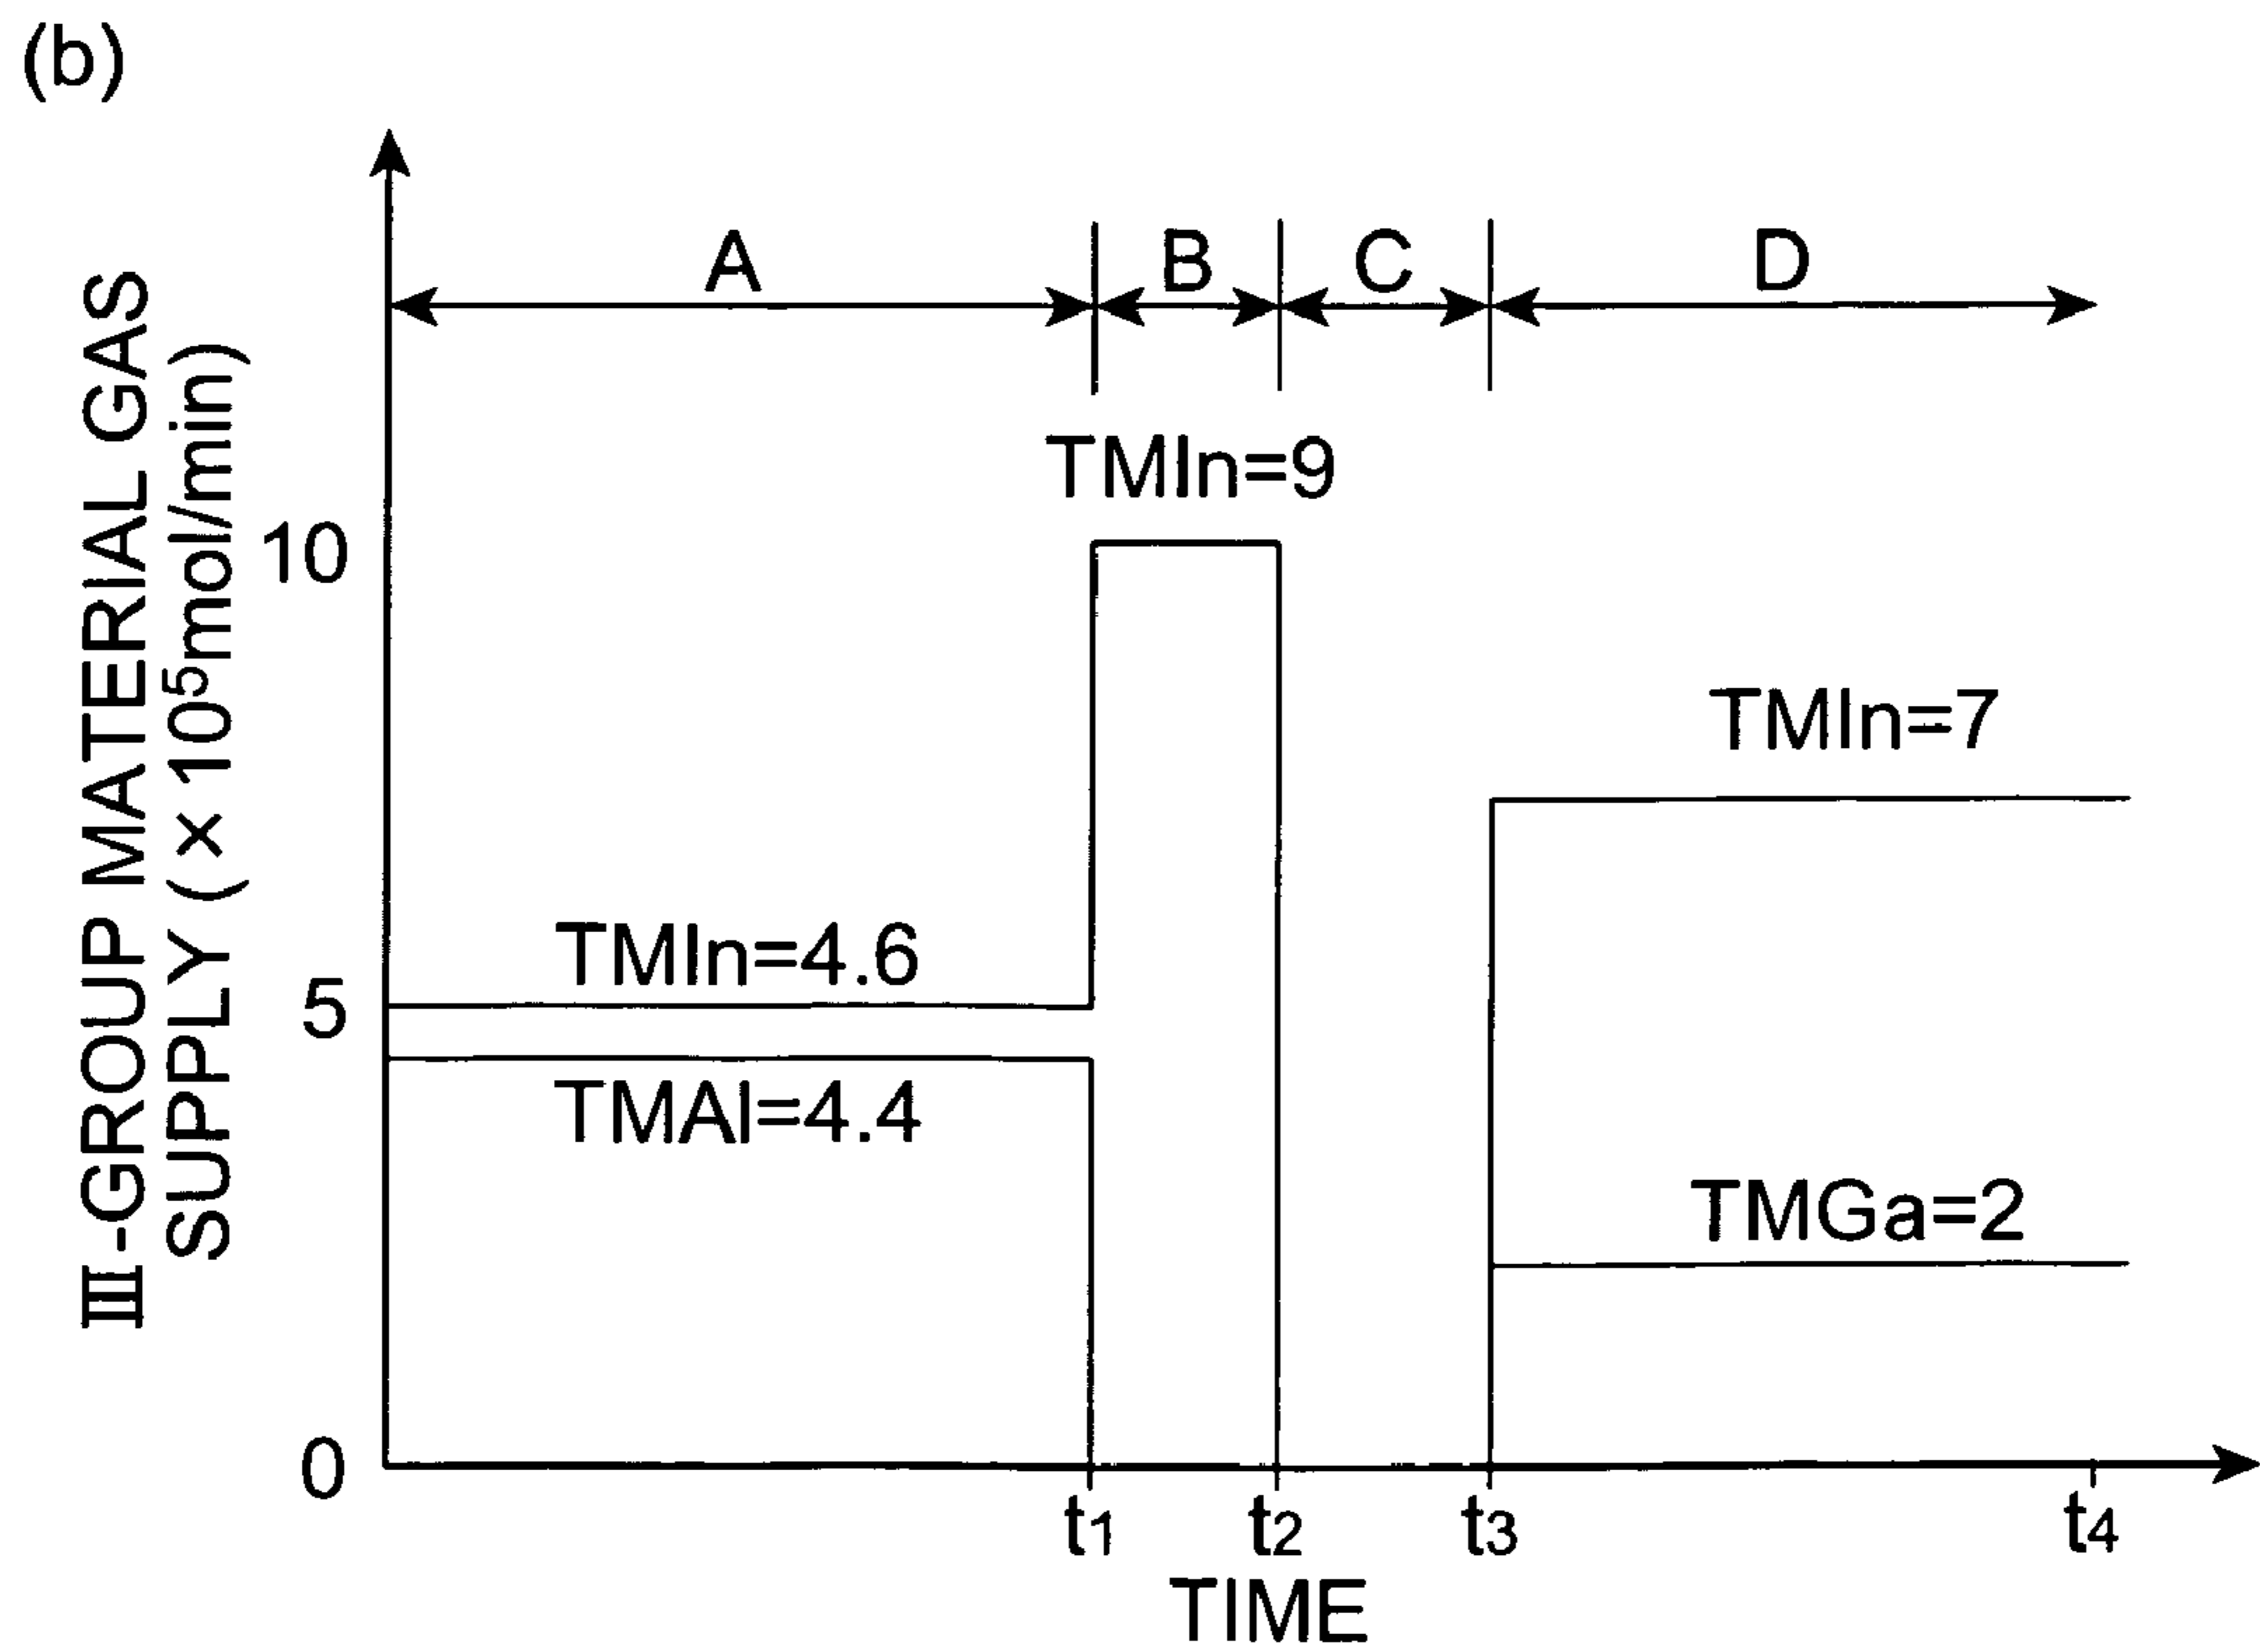 (b)
III-GROUP MATERIAL GAS
SUPPLY (× 10⁵mol/min)
A
B
C
D
TMIn=9
10
TMIn=7
TMIn=4.6
5
TMAl=4.4
TMGa=2
0
t1
t2
t3
t4
TIME